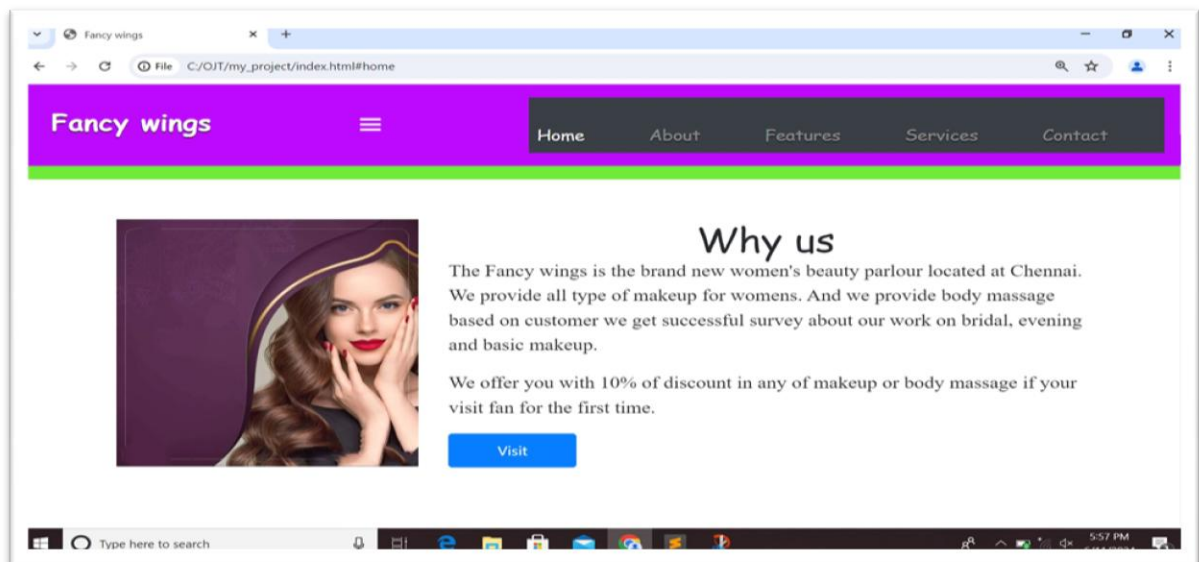 Fancy wings
File C:/OJT/my_project/index.html#home
Fancy wings
Home About Features Services Contact
Why us
The Fancy wings is the brand new women's beauty parlour located at Chennai.
We provide all type of makeup for womens. And we provide body massage
based on customer we get successful survey about our work on bridal, evening
and basic makeup.
We offer you with 10% of discount in any of makeup or body massage if your
visit fan for the first time.
Visit
Type here to search
5:57 PM